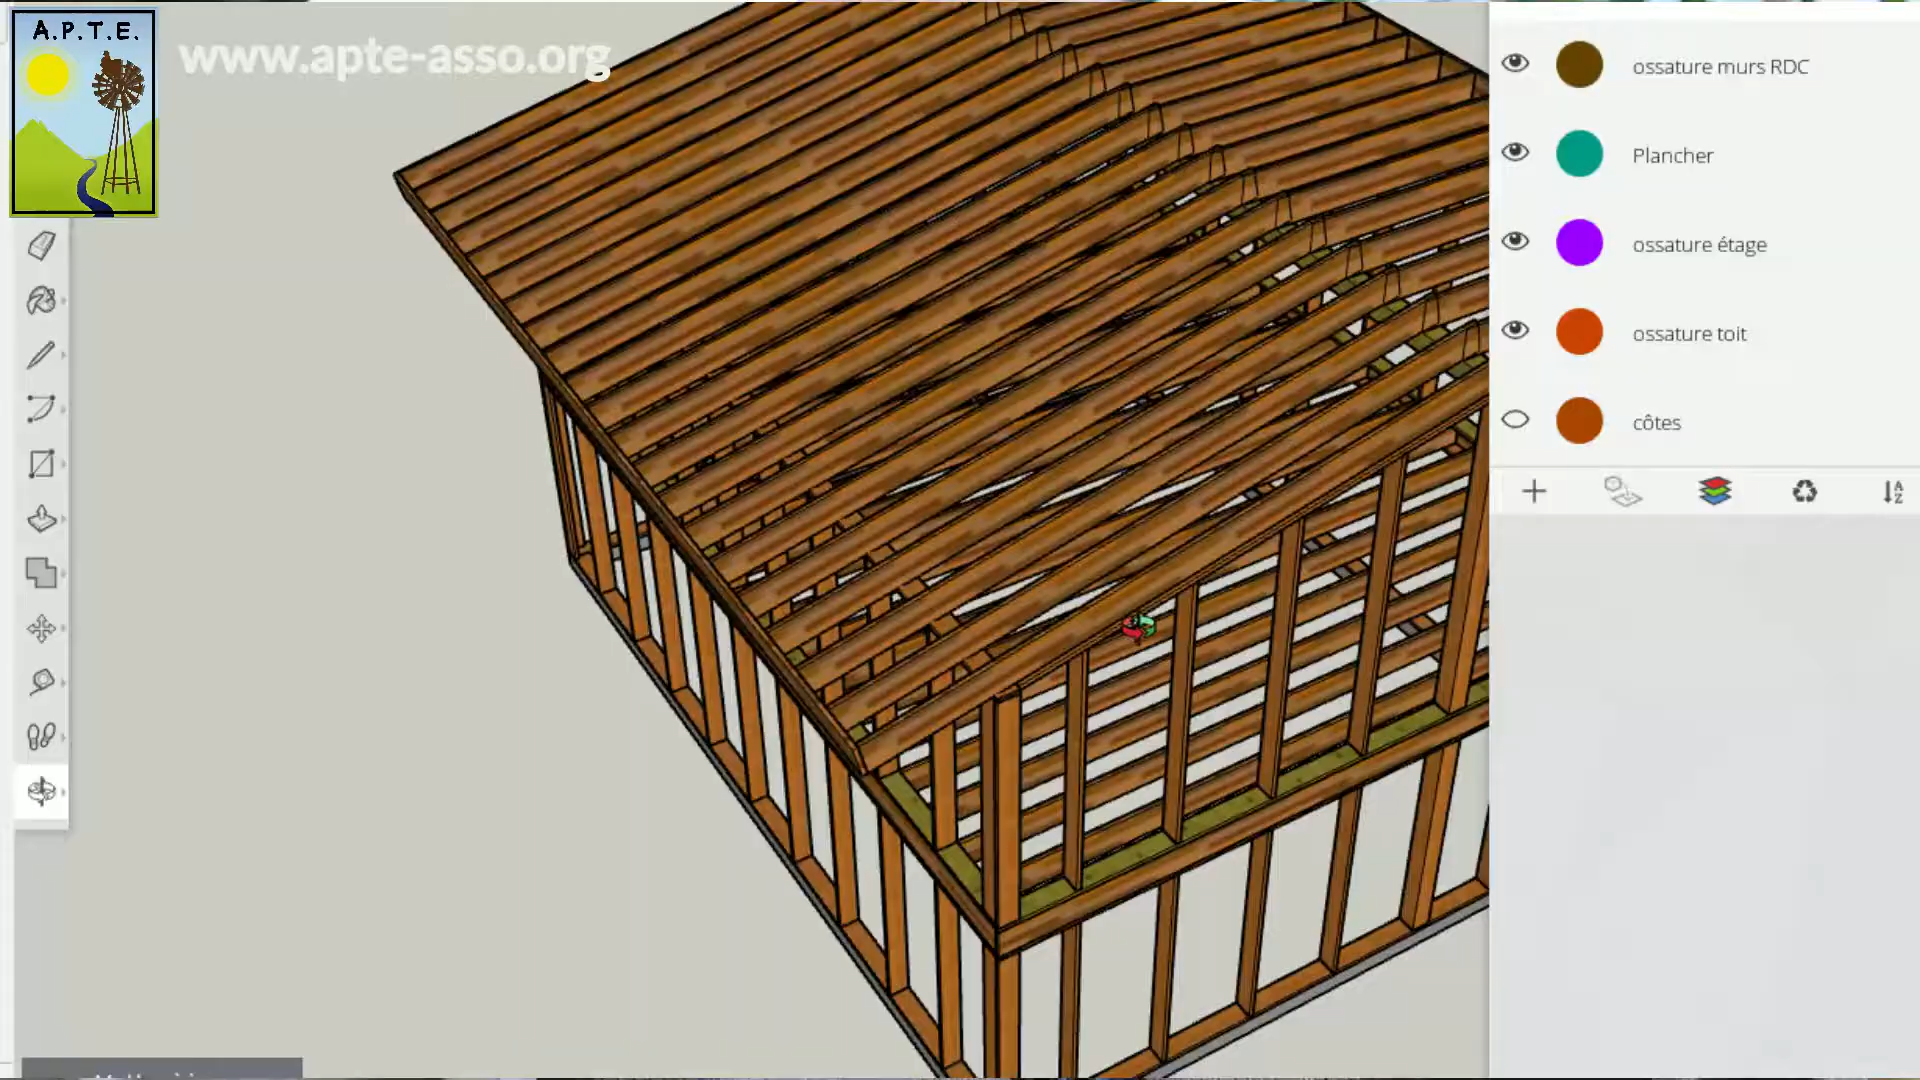 A.P.T.E.
www.apte-asso.org
ossature murs RDC
Plancher
ossature étage
ossature toit
côtes
A
Z